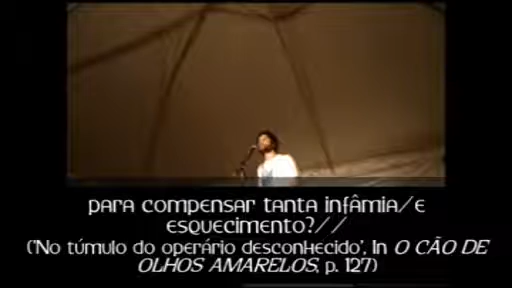 para compensar tanta infâmia/e
esquecimento?//
('No túmulo do operário desconhecido', In O CÃO DE
OLHOS AMARELOS, p. 127)